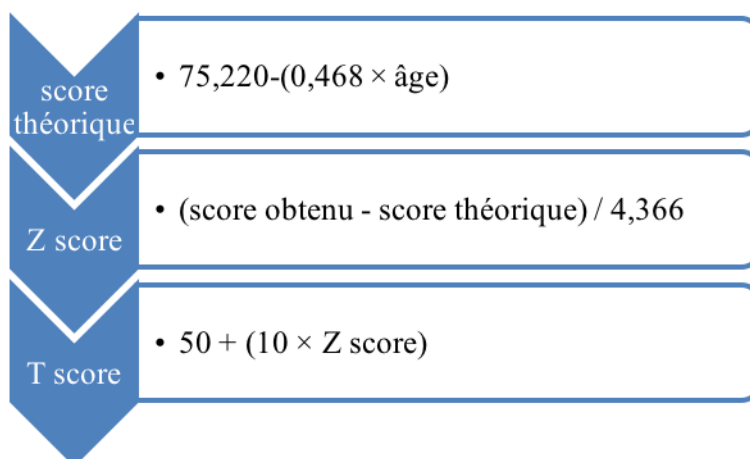 score
théorique
• 75,220-(0,468 × âge)
Z score
• (score obtenu - score théorique) / 4,366
T score
• 50 + (10 × Z score)